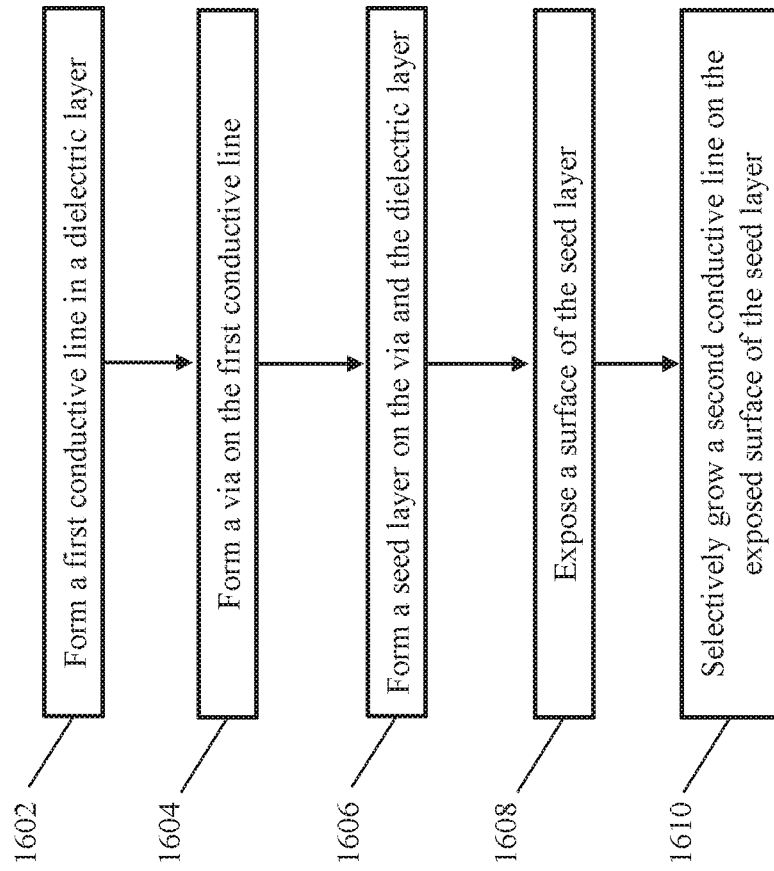 1602
Form a first conductive line in a dielectric layer
1604
Form a via on the first conductive line
1606
Form a seed layer on the via and the dielectric layer
1608
Expose a surface of the seed layer
1610
Selectively grow a second conductive line on the
exposed surface of the seed layer